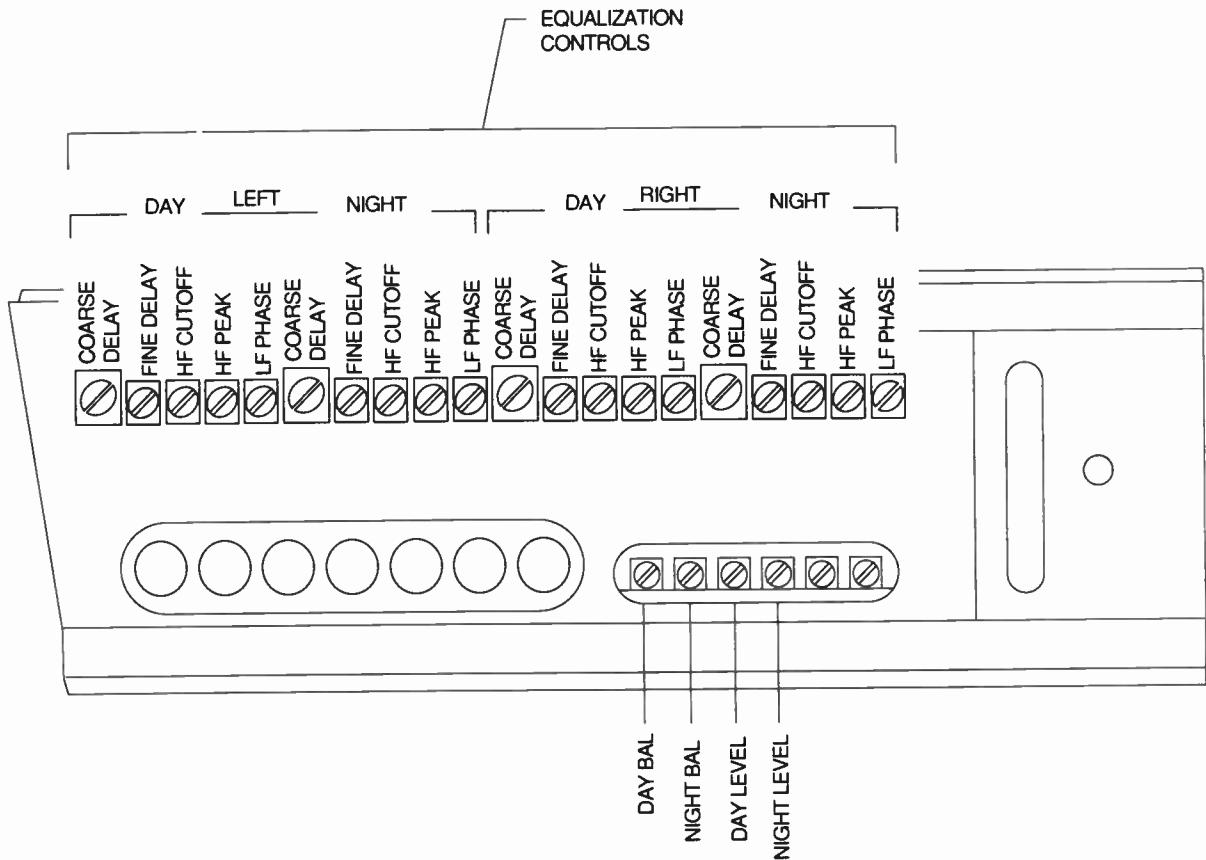 EQUALIZATION
CONTROLS
DAY LEFT NIGHT DAY RIGHT NIGHT
COARSE
DELAY
FINE DELAY
HF CUTOFF
HF PEAK
LF PHASE
COARSE
DELAY
FINE DELAY
HF CUTOFF
HF PEAK
LF PHASE
COARSE
DELAY
FINE DELAY
HF CUTOFF
HF PEAK
LF PHASE
COARSE
DELAY
FINE DELAY
HF CUTOFF
HF PEAK
LF PHASE
DAY BAL
NIGHT BAL
DAY LEVEL
NIGHT LEVEL